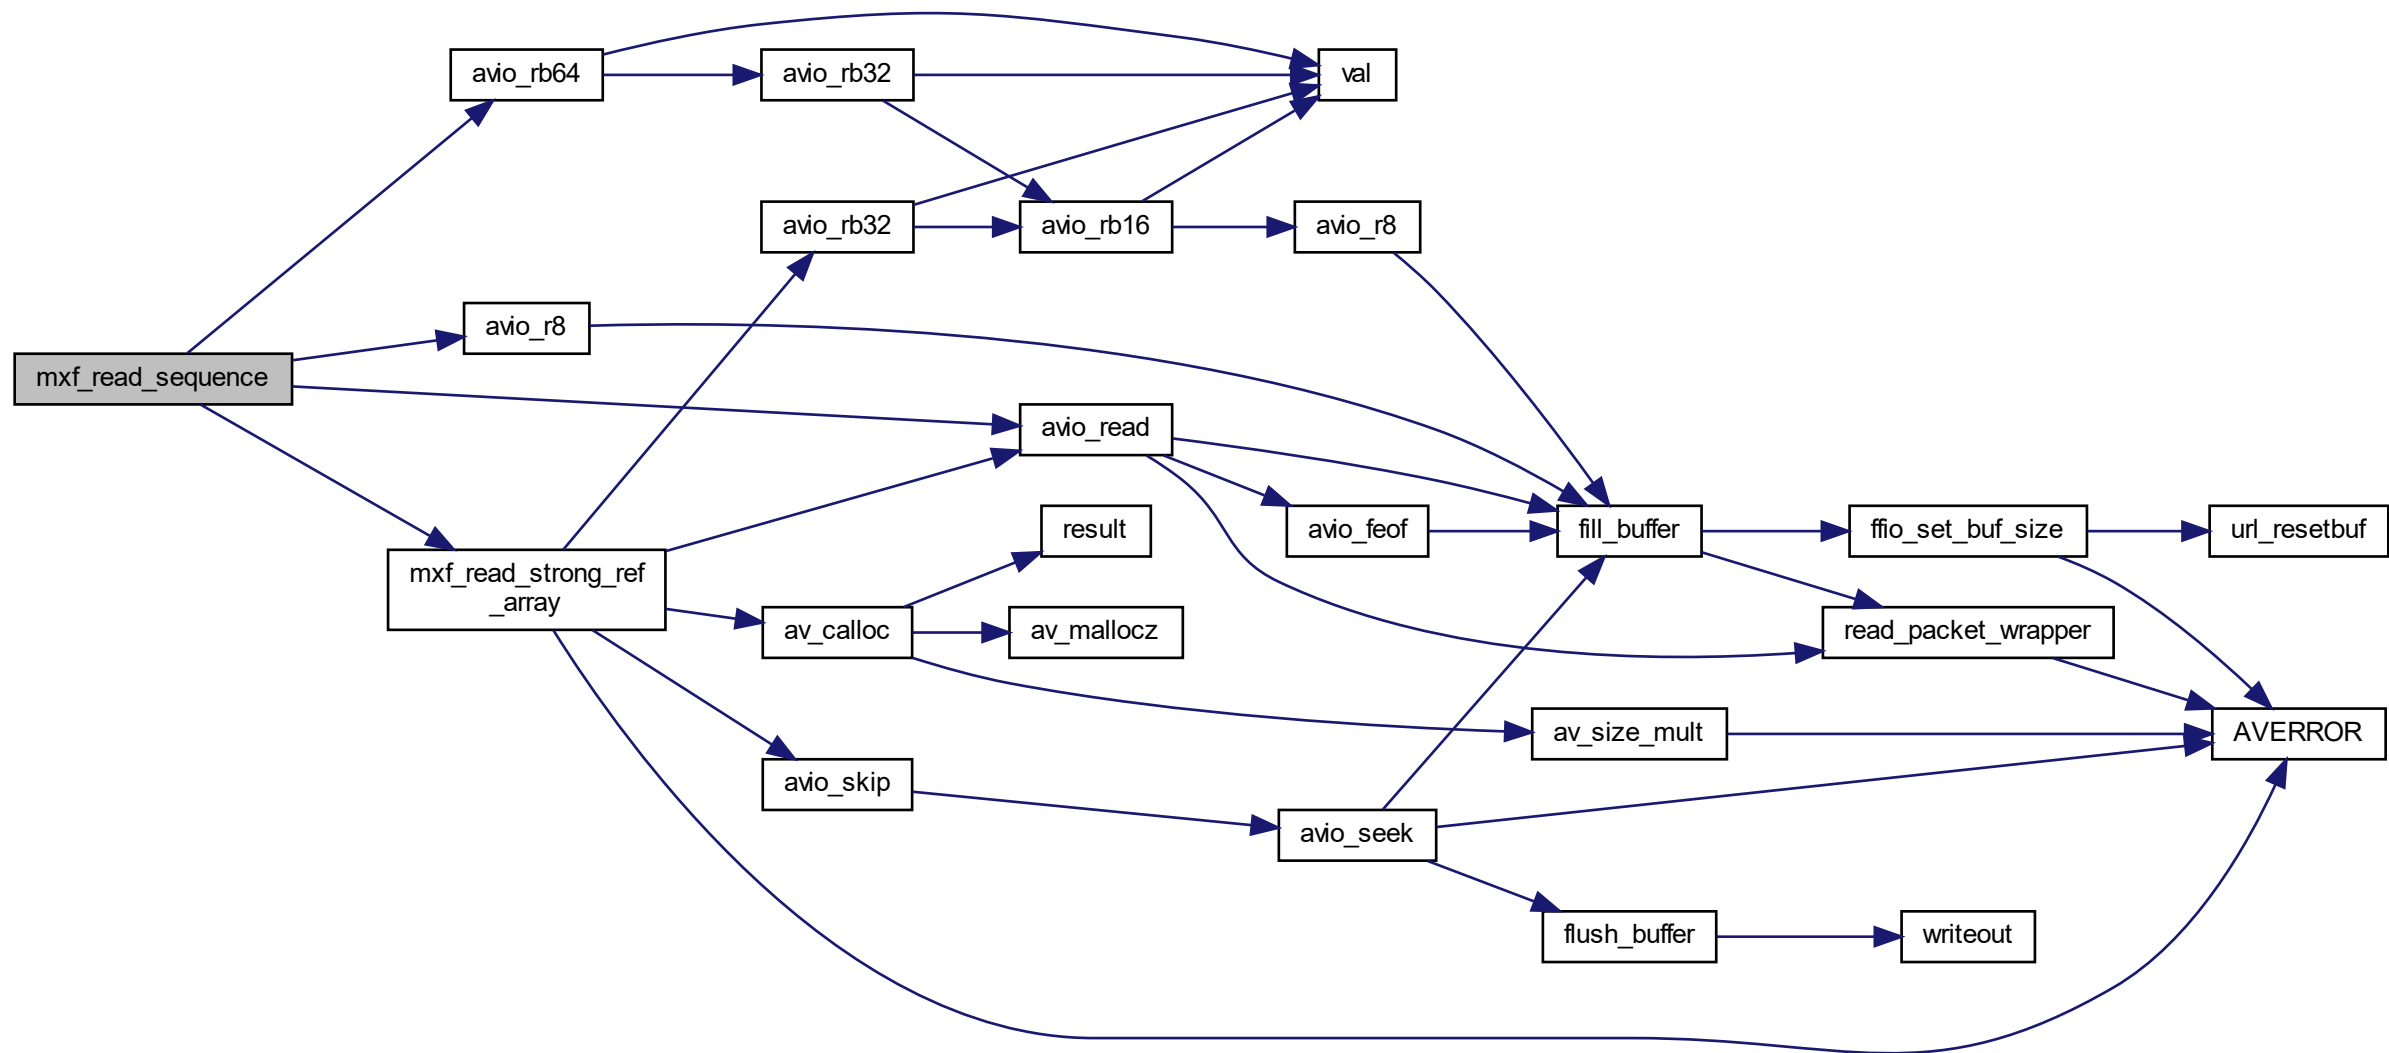 avio_rb64
avio_rb32
val
avio_rb32
avio_rb16
avio_r8
avio_r8
mxf_read_sequence
avio_read
result
avio_feof
fill_buffer
ffio_set_buf_size
url_resetbuf
mxf_read_strong_ref
_array
av_calloc
av_mallocz
read_packet_wrapper
av_size_mult
AVERROR
avio_skip
avio_seek
flush_buffer
writeout